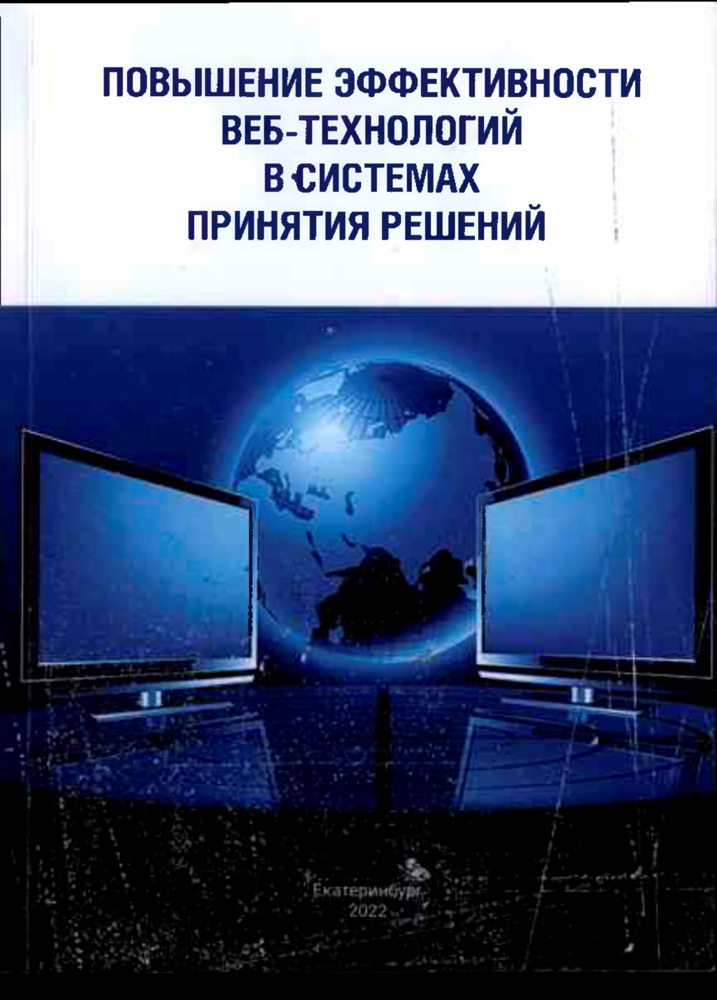 ПОВЫШЕНИЕ ЭФФЕКТИВНОСТИ
ВЕБ-ТЕХНОЛОГИЙ
В СИСТЕМАХ
ПРИНЯТИЯ РЕШЕНИЙ
Екатеринбург
2022